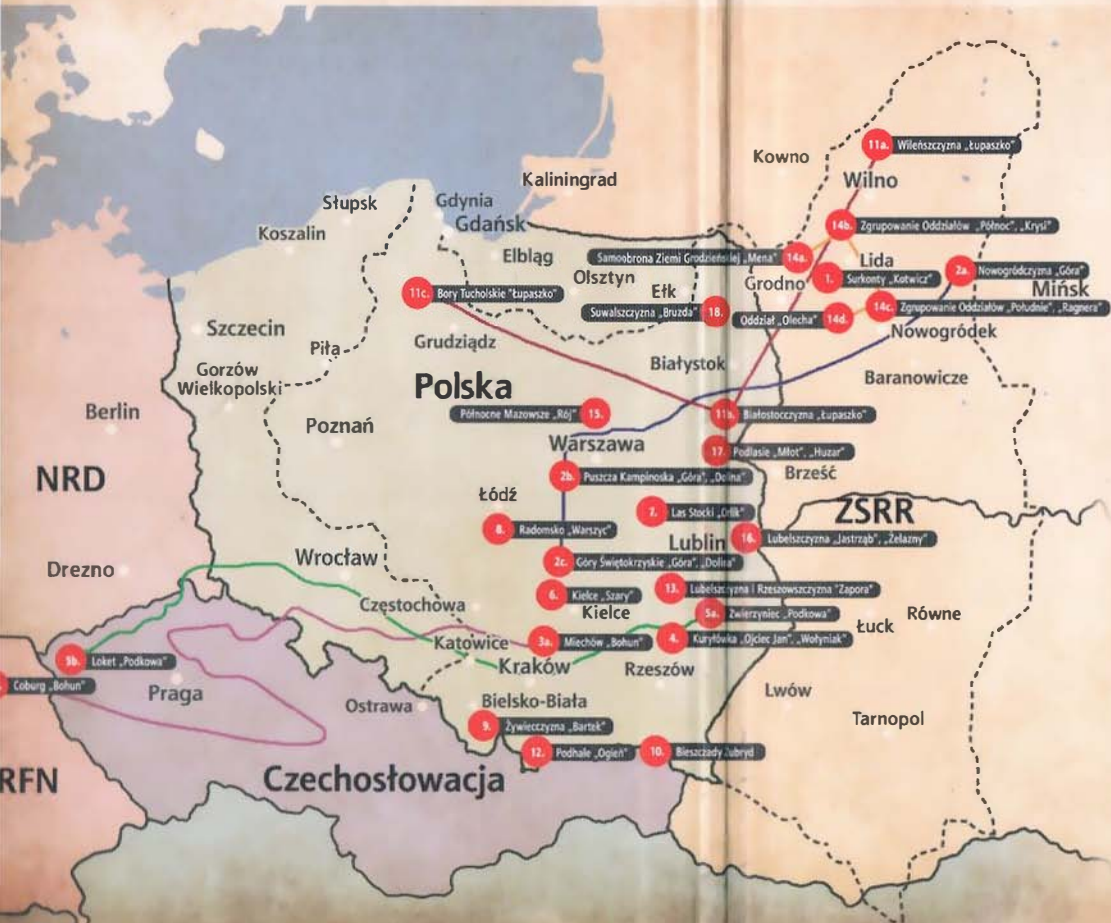 11a. Wileńszczyzna „Łupaszko"
Kowno
Wilno
Kaliningrad
Słupsk
Gdynia
Gdańsk
Koszalin
14b. Zgrupowanie Oddziałów „Północ", „Krysi"
Elbląg
Samoobrona Ziemi Grodzieńskiej „Mena" 14a.
Lida
Olsztyn
1. Surkonty „Kotwicz"
2a. Nowogródczyzna „Góra"
Grodno
Mińsk
Ełk
11c. Bory Tucholskie "Łupaszko"
Suwalszczyzna „Bruzda" 18.
Oddział „Olecha" 14d.
14c. Zgrupowanie Oddziałów „Południe", „Ragnera"
Szczecin
Nowogródek
Grudziądz
Piła
Białystok
Gorzów
Wielkopolski
Polska
Baranowicze
Berlin
Północne Mazowsze „Rój" 15.
11b. Białostocczyzna „Łupaszko"
Poznań
Warszawa
17. Podlasie „Młot", „Huzar"
NRD
2b. Puszcza Kampinoska „Góra", „Dolina"
Brześć
Łódź
7. Las Stocki „Orlik"
ZSRR
8. Radomsko „Warszyc"
Lublin
16. Lubelszczyzna „Jastrząb", „Żelazny"
Wrocław
2c. Góry Świętokrzyskie „Góra", „Dolina"
Drezno
13. Lubelszczyzna i Rzeszowszczyzna "Zapora"
6. Kielce „Szary"
Częstochowa
Kielce
5a. Zwierzyniec „Podkowa"
Równe
Łuck
Katowice
3a. Miechów „Bohun"
4. Kuryłówka „Ojciec Jan", „Wołyniak"
Loket „Podkowa"
Kraków
Rzeszów
Coburg „Bohun"
Praga
Lwów
Ostrawa
Bielsko-Biała
Tarnopol
9. Żywiecczyzna „Bartek"
12. Podhale „Ogień"
10. Bieszczady Żubryd
RFN
Czechosłowacja